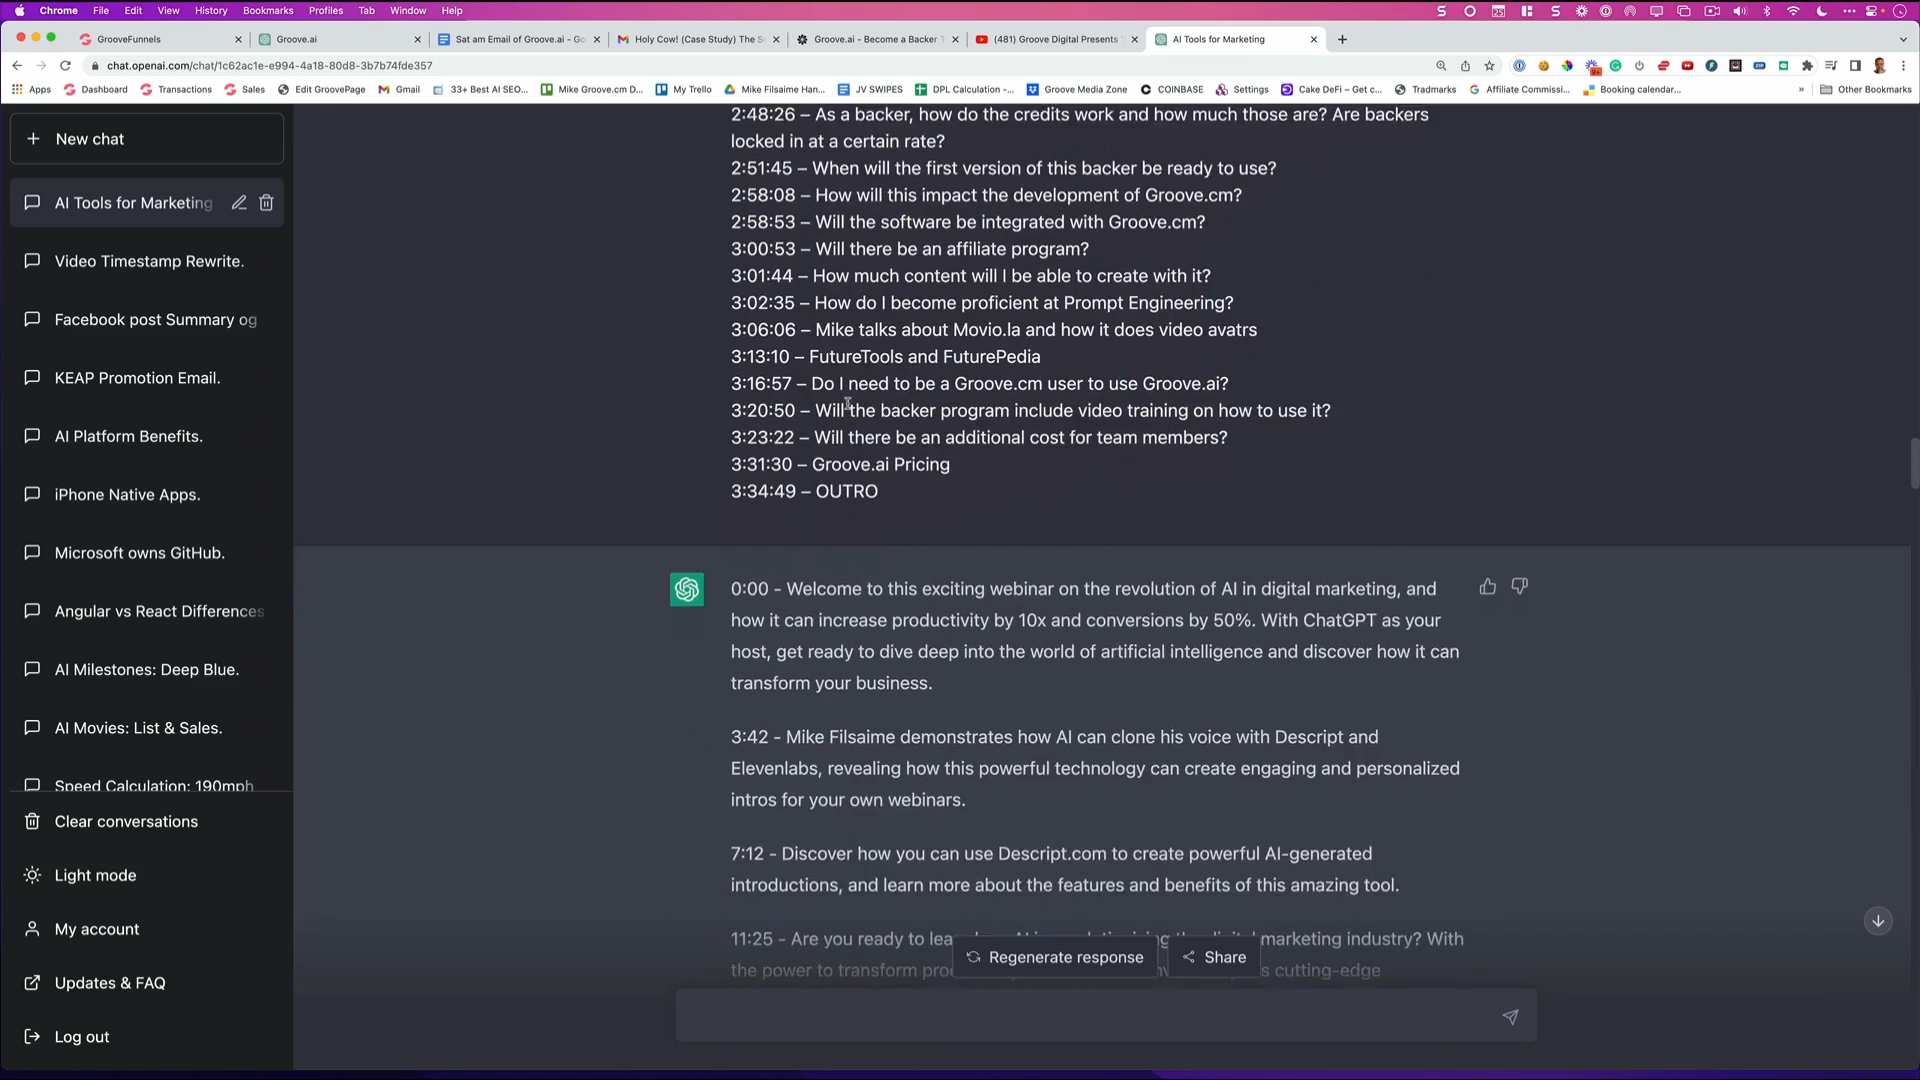 Chrome File Edit View History Bookmarks Profiles Tab Window Help
GrooveFunnels Groove.ai Sat am Email of Groove.ai - Go Holy Cow! (Case Study) The S Groove.ai - Become a Backer (481) Groove Digital Presents AI Tools for Marketing
chat.openai.com/chat/1c62ac1e-e994-4a18-80d8-3b7b74fde357
Apps Dashboard Transactions Sales Edit GroovePage Gmail 33+ Best AI SEO... Mike Groove.cm D... My Trello Mike Filsaime Han... JV SWIPES DPL Calculation -... Groove Media Zone COINBASE Settings Cake DeFi – Get c... Tradmarks Affiliate Commissi... Booking calendar... » Other Bookmarks
New chat
AI Tools for Marketing
Video Timestamp Rewrite.
Facebook post Summary og
KEAP Promotion Email.
AI Platform Benefits.
iPhone Native Apps.
Microsoft owns GitHub.
Angular vs React Differences
AI Milestones: Deep Blue.
AI Movies: List & Sales.
Speed Calculation: 190mph
Clear conversations
Light mode
My account
Updates & FAQ
Log out
2:48:26 – As a backer, how do the credits work and how much those are? Are backers
locked in at a certain rate?
2:51:45 – When will the first version of this backer be ready to use?
2:58:08 – How will this impact the development of Groove.cm?
2:58:53 – Will the software be integrated with Groove.cm?
3:00:53 – Will there be an affiliate program?
3:01:44 – How much content will I be able to create with it?
3:02:35 – How do I become proficient at Prompt Engineering?
3:06:06 – Mike talks about Movio.la and how it does video avatrs
3:13:10 – FutureTools and FuturePedia
3:16:57 – Do I need to be a Groove.cm user to use Groove.ai?
3:20:50 – Will the backer program include video training on how to use it?
3:23:22 – Will there be an additional cost for team members?
3:31:30 – Groove.ai Pricing
3:34:49 – OUTRO
0:00 - Welcome to this exciting webinar on the revolution of AI in digital marketing, and
how it can increase productivity by 10x and conversions by 50%. With ChatGPT as your
host, get ready to dive deep into the world of artificial intelligence and discover how it can
transform your business.
3:42 - Mike Filsaime demonstrates how AI can clone his voice with Descript and
Elevenlabs, revealing how this powerful technology can create engaging and personalized
intros for your own webinars.
7:12 - Discover how you can use Descript.com to create powerful AI-generated
introductions, and learn more about the features and benefits of this amazing tool.
11:25 - Are you ready to lea marketing industry? With
the power to transform pro s cutting-edge
Regenerate response Share